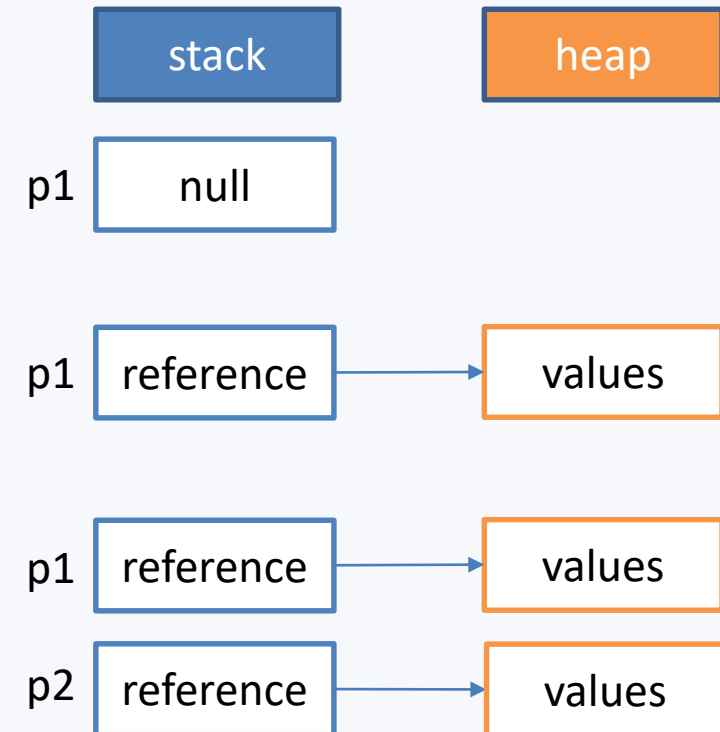 stack heap
p1 null
p1 reference values
p1 reference values
p2 reference values